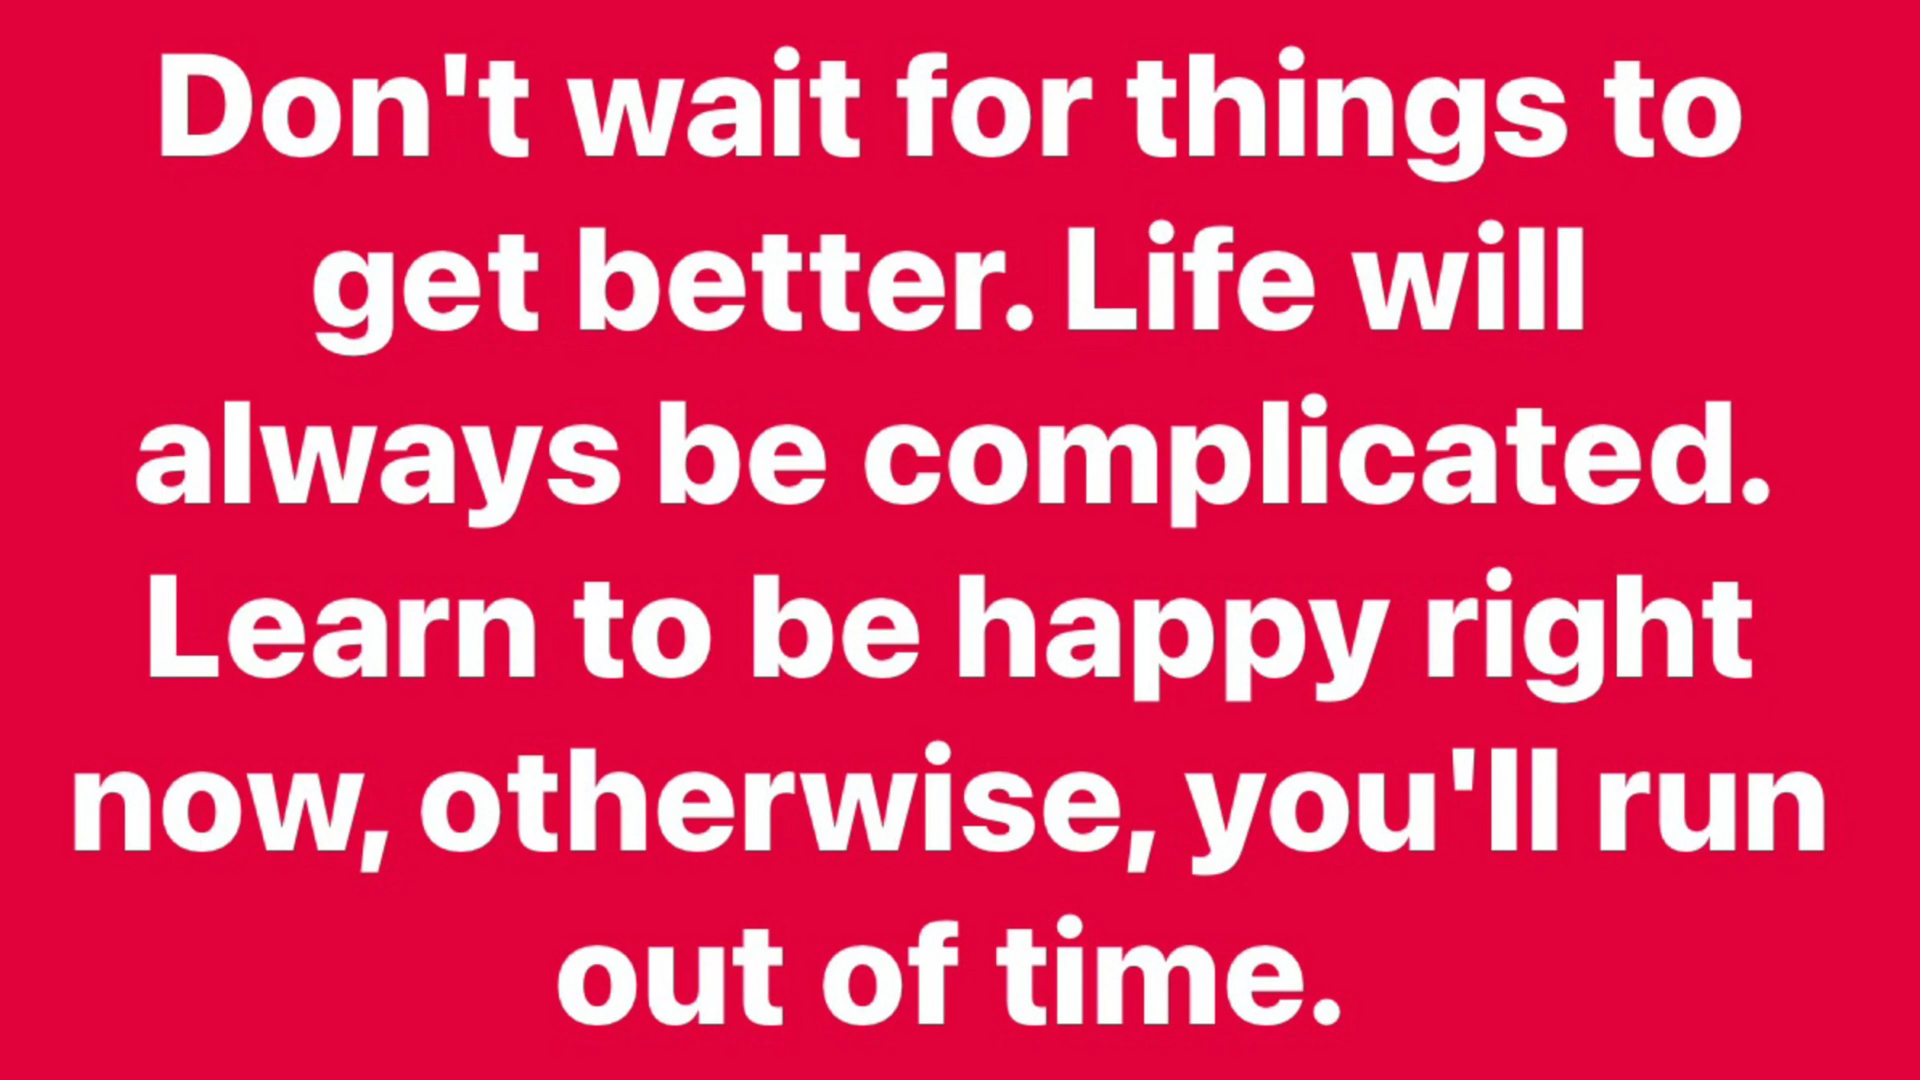 Don't wait for things to
get better. Life will
always be complicated.
Learn to be happy right
now, otherwise, you'll run
out of time.